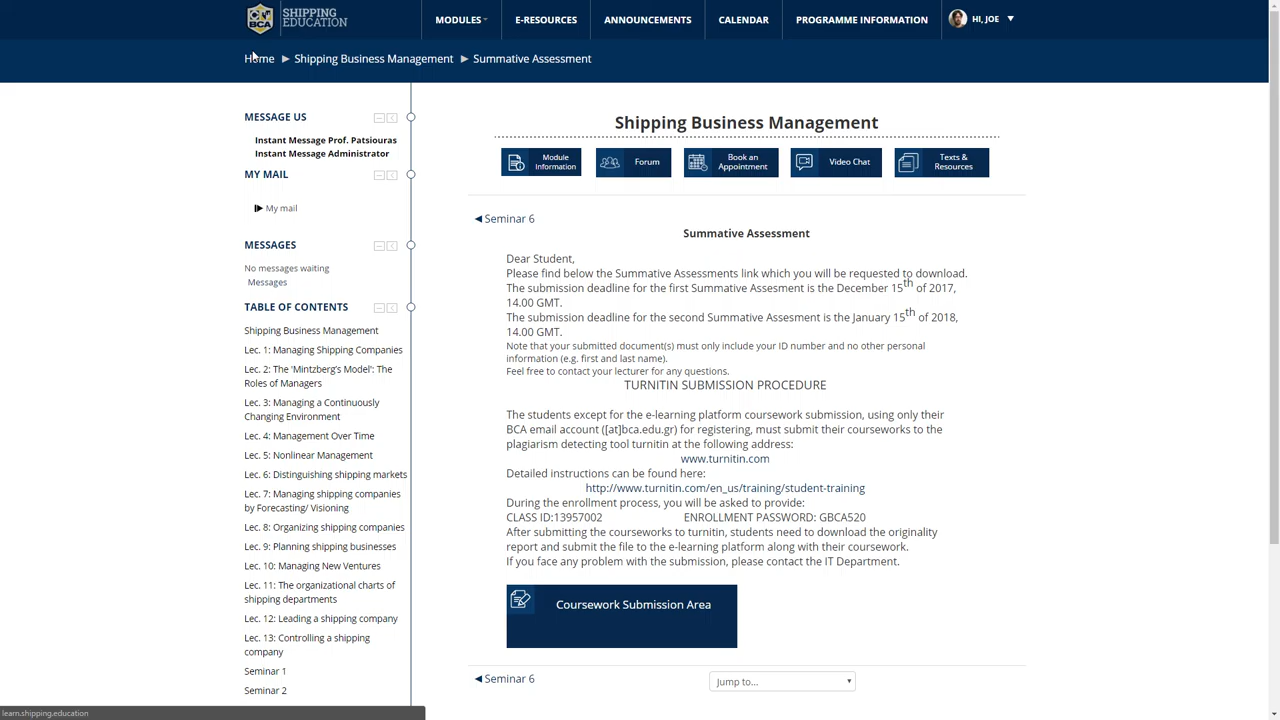 SHIPPING
EDUCATION
MODULES
E-RESOURCES
ANNOUNCEMENTS
CALENDAR
PROGRAMME INFORMATION
HI, JOE
Home ► Shipping Business Management ► Summative Assessment
MESSAGE US
Instant Message Prof. Patsiouras
Instant Message Administrator
MY MAIL
My mail
MESSAGES
No messages waiting
Messages
TABLE OF CONTENTS
Shipping Business Management
Lec. 1: Managing Shipping Companies
Lec. 2: The 'Mintzberg's Model': The
Roles of Managers
Lec. 3: Managing a Continuously
Changing Environment
Lec. 4: Management Over Time
Lec. 5: Nonlinear Management
Lec. 6: Distinguishing shipping markets
Lec. 7: Managing shipping companies
by Forecasting/ Visioning
Lec. 8: Organizing shipping companies
Lec. 9: Planning shipping businesses
Lec. 10: Managing New Ventures
Lec. 11: The organizational charts of
shipping departments
Lec. 12: Leading a shipping company
Lec. 13: Controlling a shipping
company
Seminar 1
Seminar 2
learn.shipping.education
Shipping Business Management
Module
Information
Forum
Book an
Appointment
Video Chat
Texts &
Resources
◄ Seminar 6
Summative Assessment
Dear Student,
Please find below the Summative Assessments link which you will be requested to download.
The submission deadline for the first Summative Assesment is the December 15th of 2017,
14.00 GMT.
The submission deadline for the second Summative Assesment is the January 15th of 2018,
14.00 GMT.
Note that your submitted document(s) must only include your ID number and no other personal
information (e.g. first and last name).
Feel free to contact your lecturer for any questions.
TURNITIN SUBMISSION PROCEDURE
The students except for the e-learning platform coursework submission, using only their
BCA email account ([at]bca.edu.gr) for registering, must submit their courseworks to the
plagiarism detecting tool turnitin at the following address:
www.turnitin.com
Detailed instructions can be found here:
http://www.turnitin.com/en_us/training/student-training
During the enrollment process, you will be asked to provide:
CLASS ID:13957002 ENROLLMENT PASSWORD: GBCA520
After submitting the courseworks to turnitin, students need to download the originality
report and submit the file to the e-learning platform along with their coursework.
If you face any problem with the submission, please contact the IT Department.
Coursework Submission Area
◄ Seminar 6
Jump to...